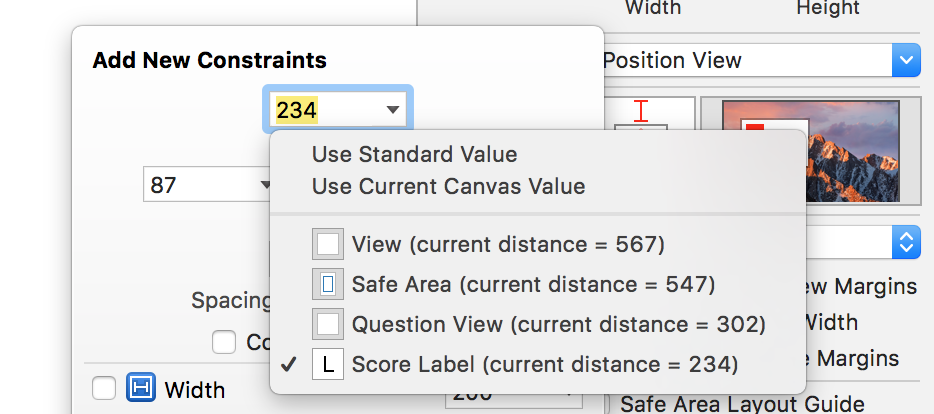 Width Height
Add New Constraints
Position View
234
Use Standard Value
87
Use Current Canvas Value
View (current distance = 567)
Safe Area (current distance = 547)
ew Margins
Spacing
Question View (current distance = 302)
Width
Co
L Score Label (current distance = 234)
e Margins
Width
200
Safe Area Layout Guide